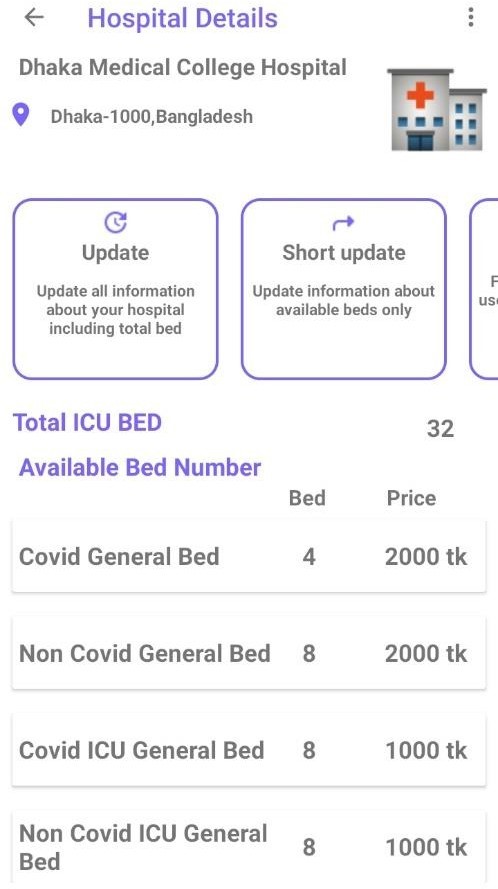 Hospital Details
Dhaka Medical College Hospital
Dhaka-1000,Bangladesh
Update
Update all information
about your hospital
including total bed
Short update
Update information about
available beds only
Total ICU BED 32
Available Bed Number
Bed Price
Covid General Bed 4 2000 tk
Non Covid General Bed 8 2000 tk
Covid ICU General Bed 8 1000 tk
Non Covid ICU General
Bed 8 1000 tk